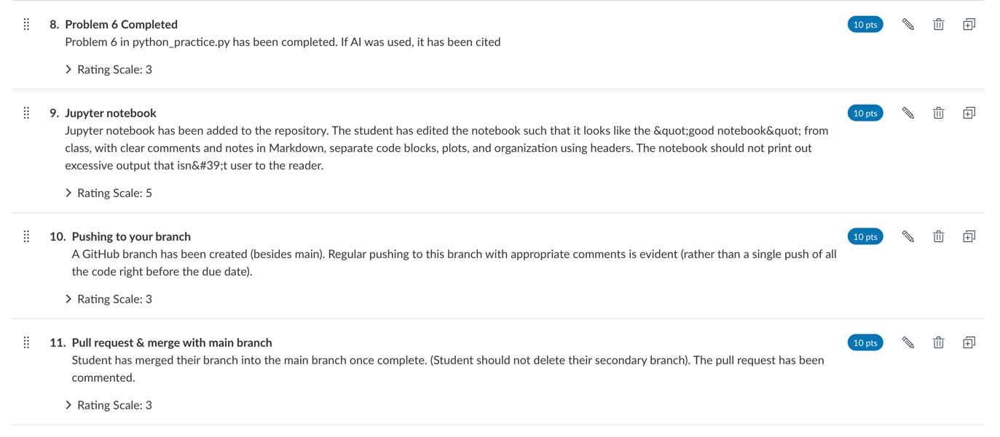 8. Problem 6 Completed 10 pts
Problem 6 in python_practice.py has been completed. If AI was used, it has been cited
Rating Scale: 3
9. Jupyter notebook 10 pts
Jupyter notebook has been added to the repository. The student has edited the notebook such that it looks like the &quot;good notebook&quot; from
class, with clear comments and notes in Markdown, separate code blocks, plots, and organization using headers. The notebook should not print out
excessive output that isn&#39;t user to the reader.
Rating Scale: 5
10. Pushing to your branch 10 pts
A GitHub branch has been created (besides main). Regular pushing to this branch with appropriate comments is evident (rather than a single push of all
the code right before the due date).
Rating Scale: 3
11. Pull request & merge with main branch 10 pts
Student has merged their branch into the main branch once complete. (Student should not delete their secondary branch). The pull request has been
commented.
Rating Scale: 3